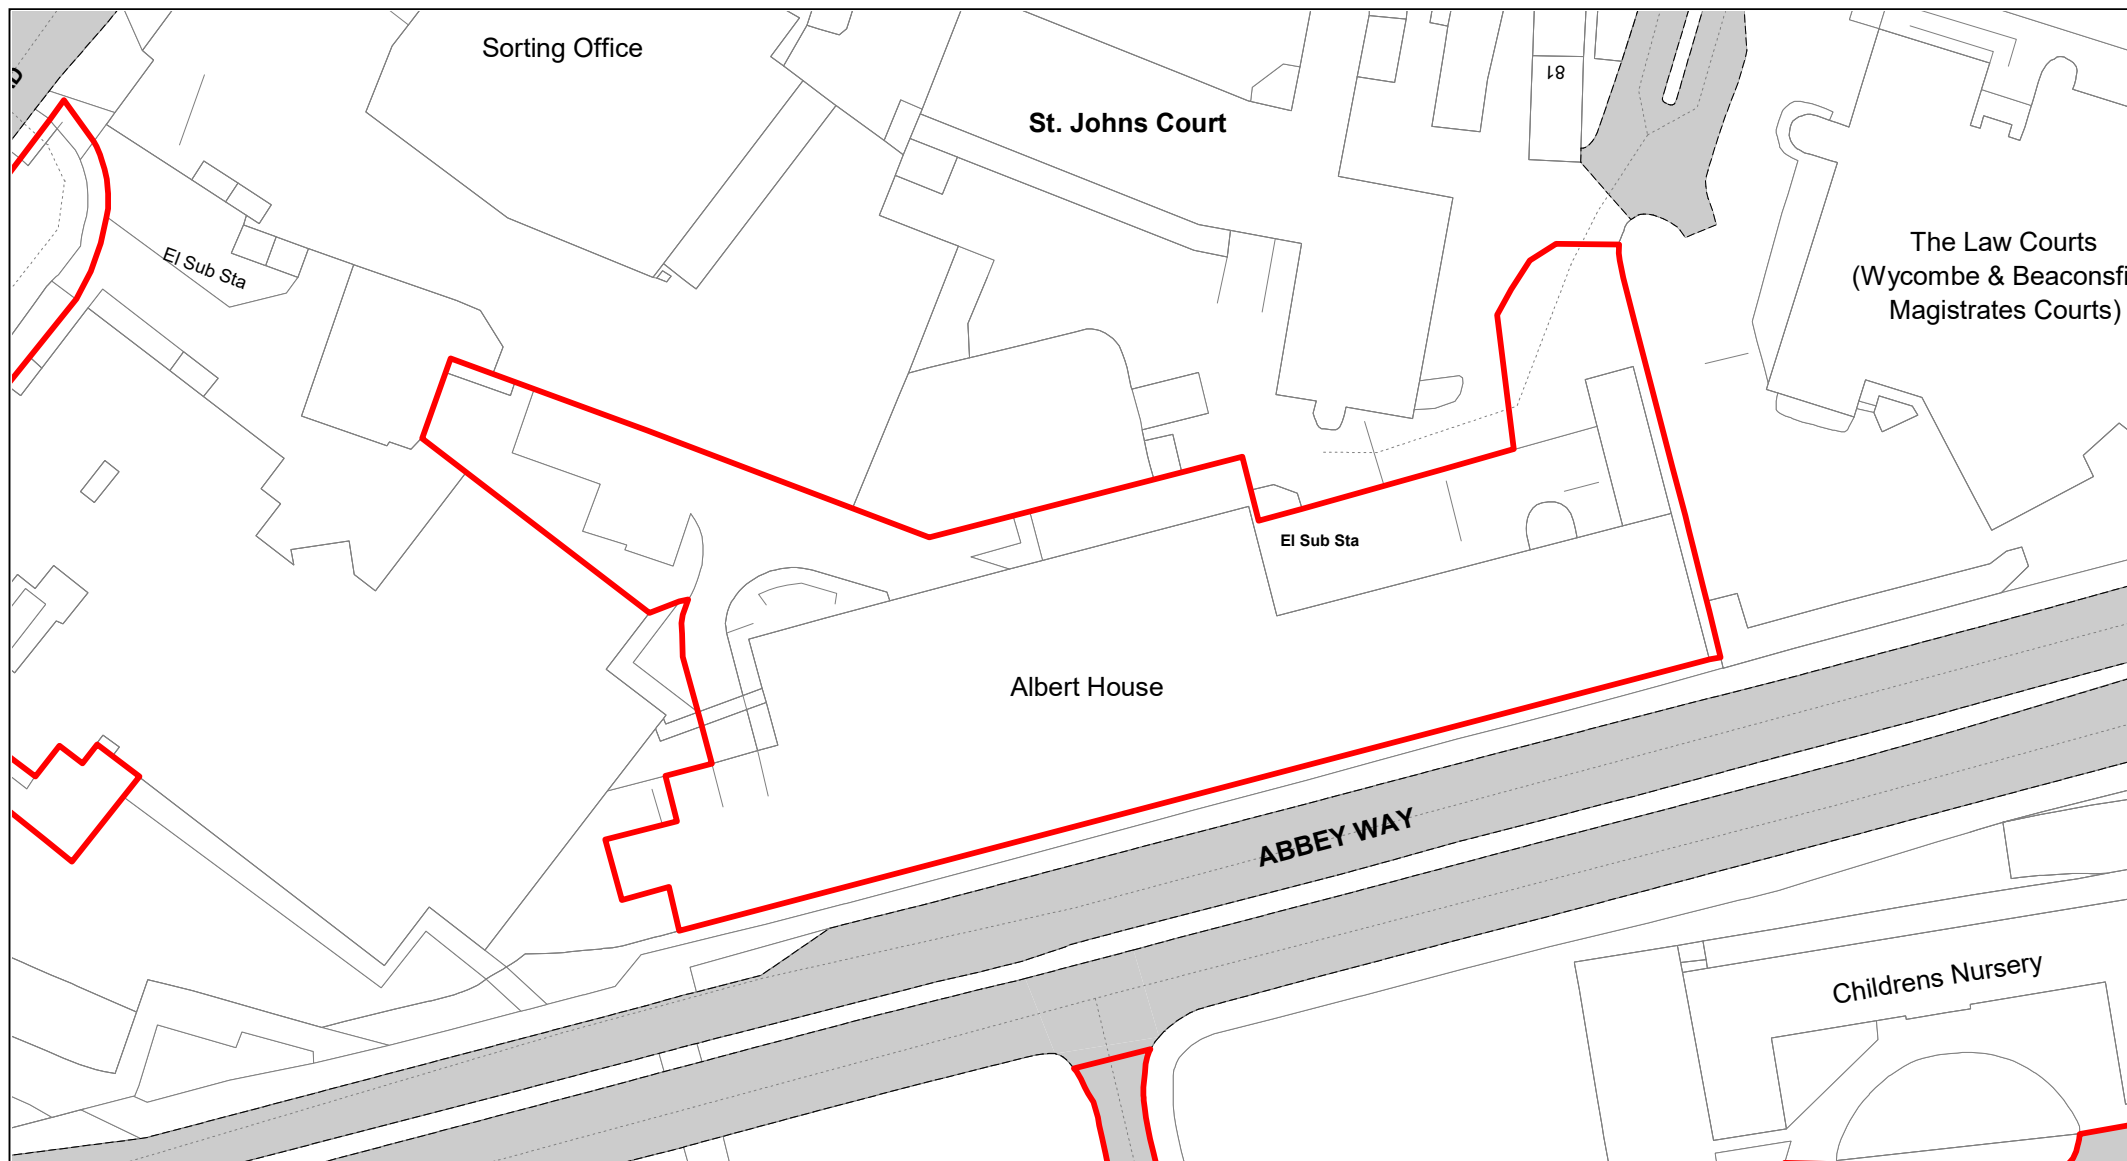 Sorting Office
81
St. Johns Court
El Sub Sta
The Law Courts
(Wycombe & Beaconsfi
Magistrates Courts)
El Sub Sta
Albert House
ABBEY WAY
Childrens Nursery